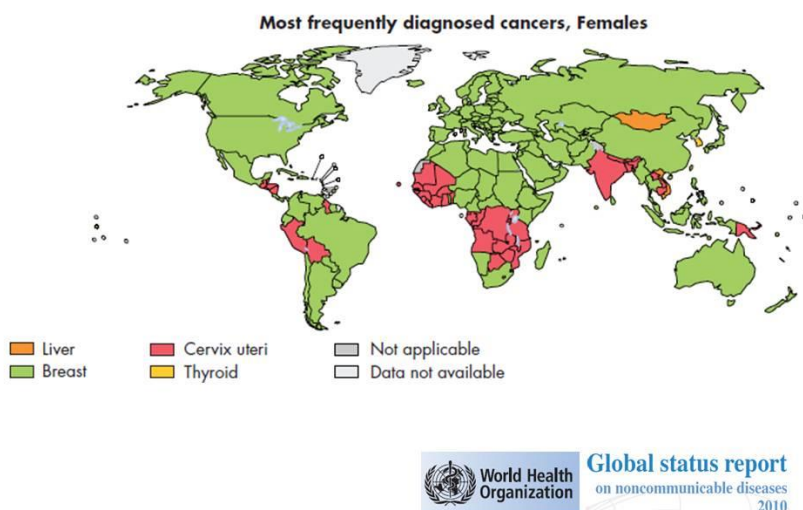 Most frequently diagnosed cancers, Females
Liver
Cervix uteri
Not applicable
Breast
Thyroid
Data not available
World Health
Organization
Global status report
on noncommunicable diseases
2010